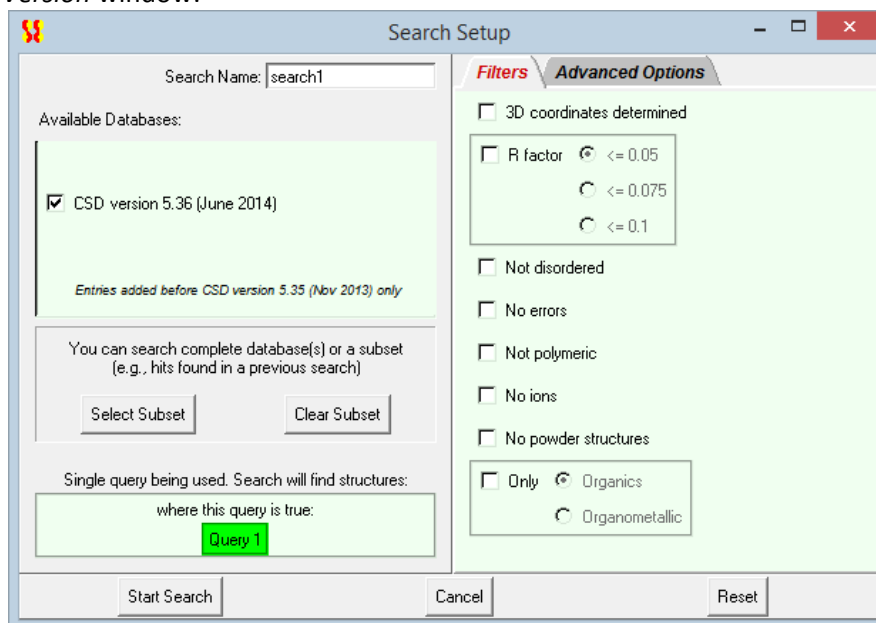 version window.
Search Setup
Search Name: search1
Available Databases:
CSD version 5.36 (June 2014)
Entries added before CSD version 5.35 (Nov 2013) only
You can search complete database(s) or a subset
(e.g., hits found in a previous search)
Select Subset
Clear Subset
Single query being used. Search will find structures:
where this query is true:
Query 1
Filters
Advanced Options
3D coordinates determined
R factor
<= 0.05
<= 0.075
<= 0.1
Not disordered
No errors
Not polymeric
No ions
No powder structures
Only
Organics
Organometallic
Start Search
Cancel
Reset